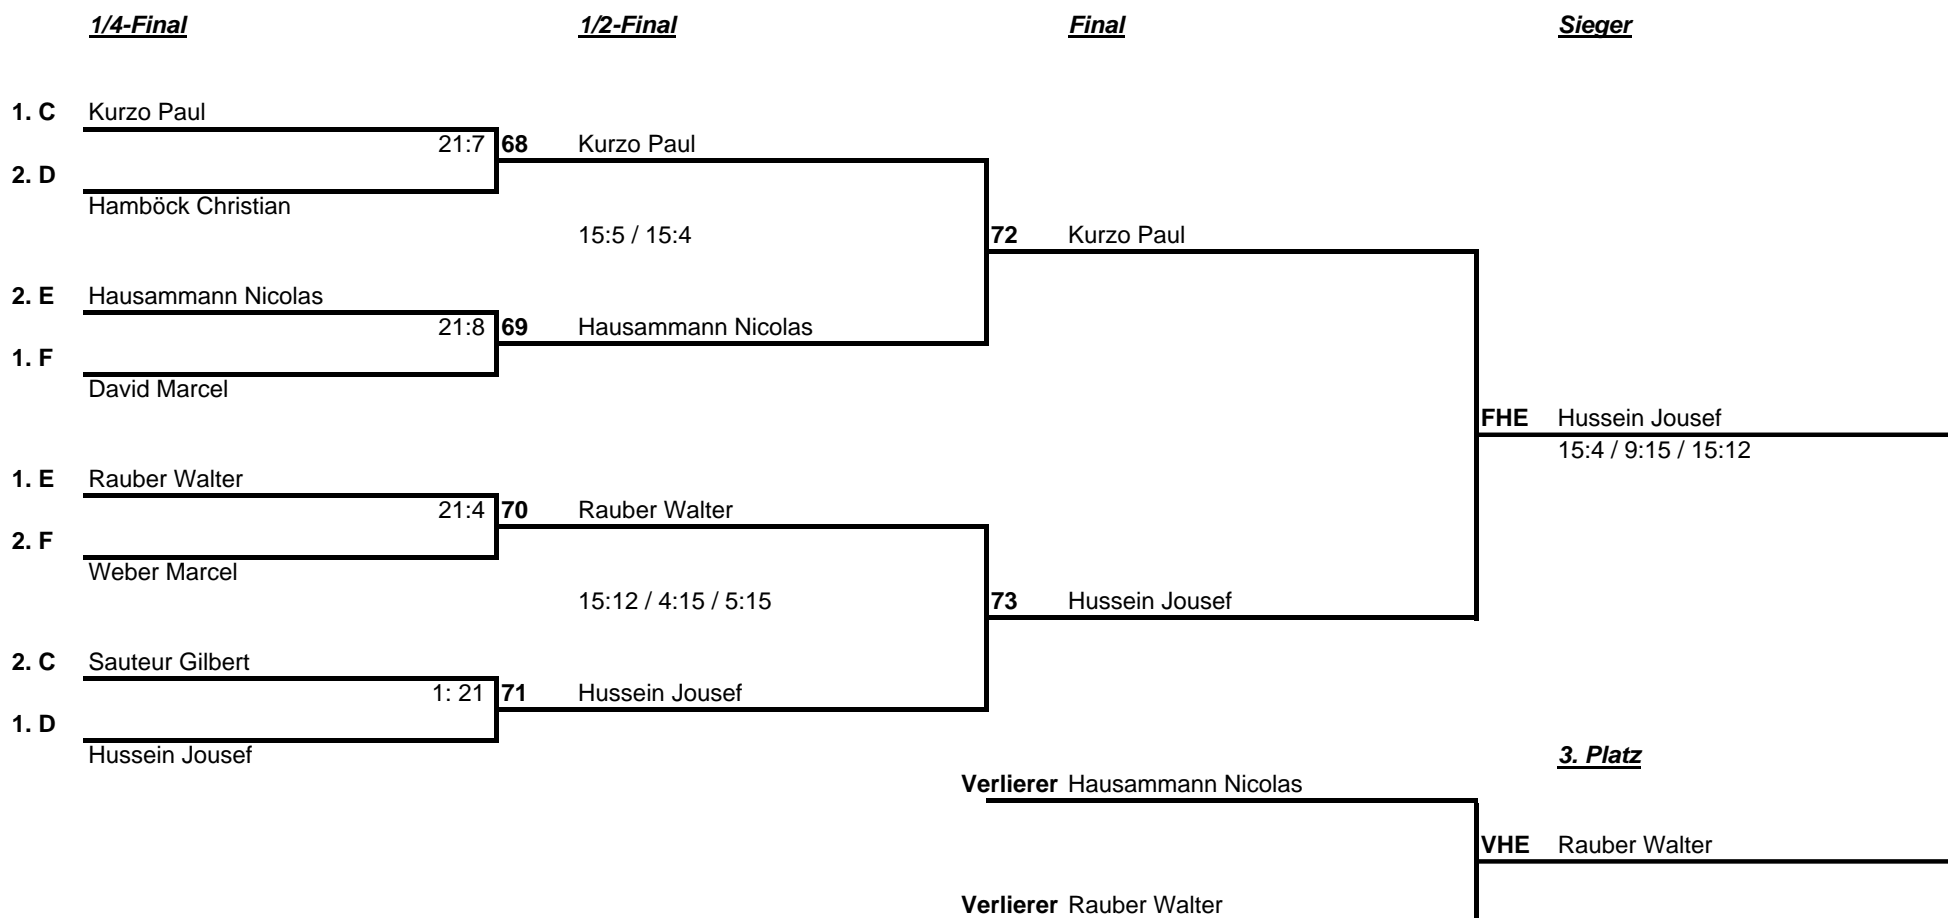 1/4-Final 1/2-Final Final Sieger
1. C Kurzo Paul
21:7 68 Kurzo Paul
2. D
Hamböck Christian
15:5 / 15:4 72 Kurzo Paul
2. E Hausammann Nicolas
21:8 69 Hausammann Nicolas
1. F
David Marcel
FHE Hussein Jousef
15:4 / 9:15 / 15:12
1. E Rauber Walter
21:4 70 Rauber Walter
2. F
Weber Marcel
15:12 / 4:15 / 5:15 73 Hussein Jousef
2. C Sauteur Gilbert
1: 21 71 Hussein Jousef
1. D
Hussein Jousef 3. Platz
Verlierer Hausammann Nicolas
VHE Rauber Walter
Verlierer Rauber Walter